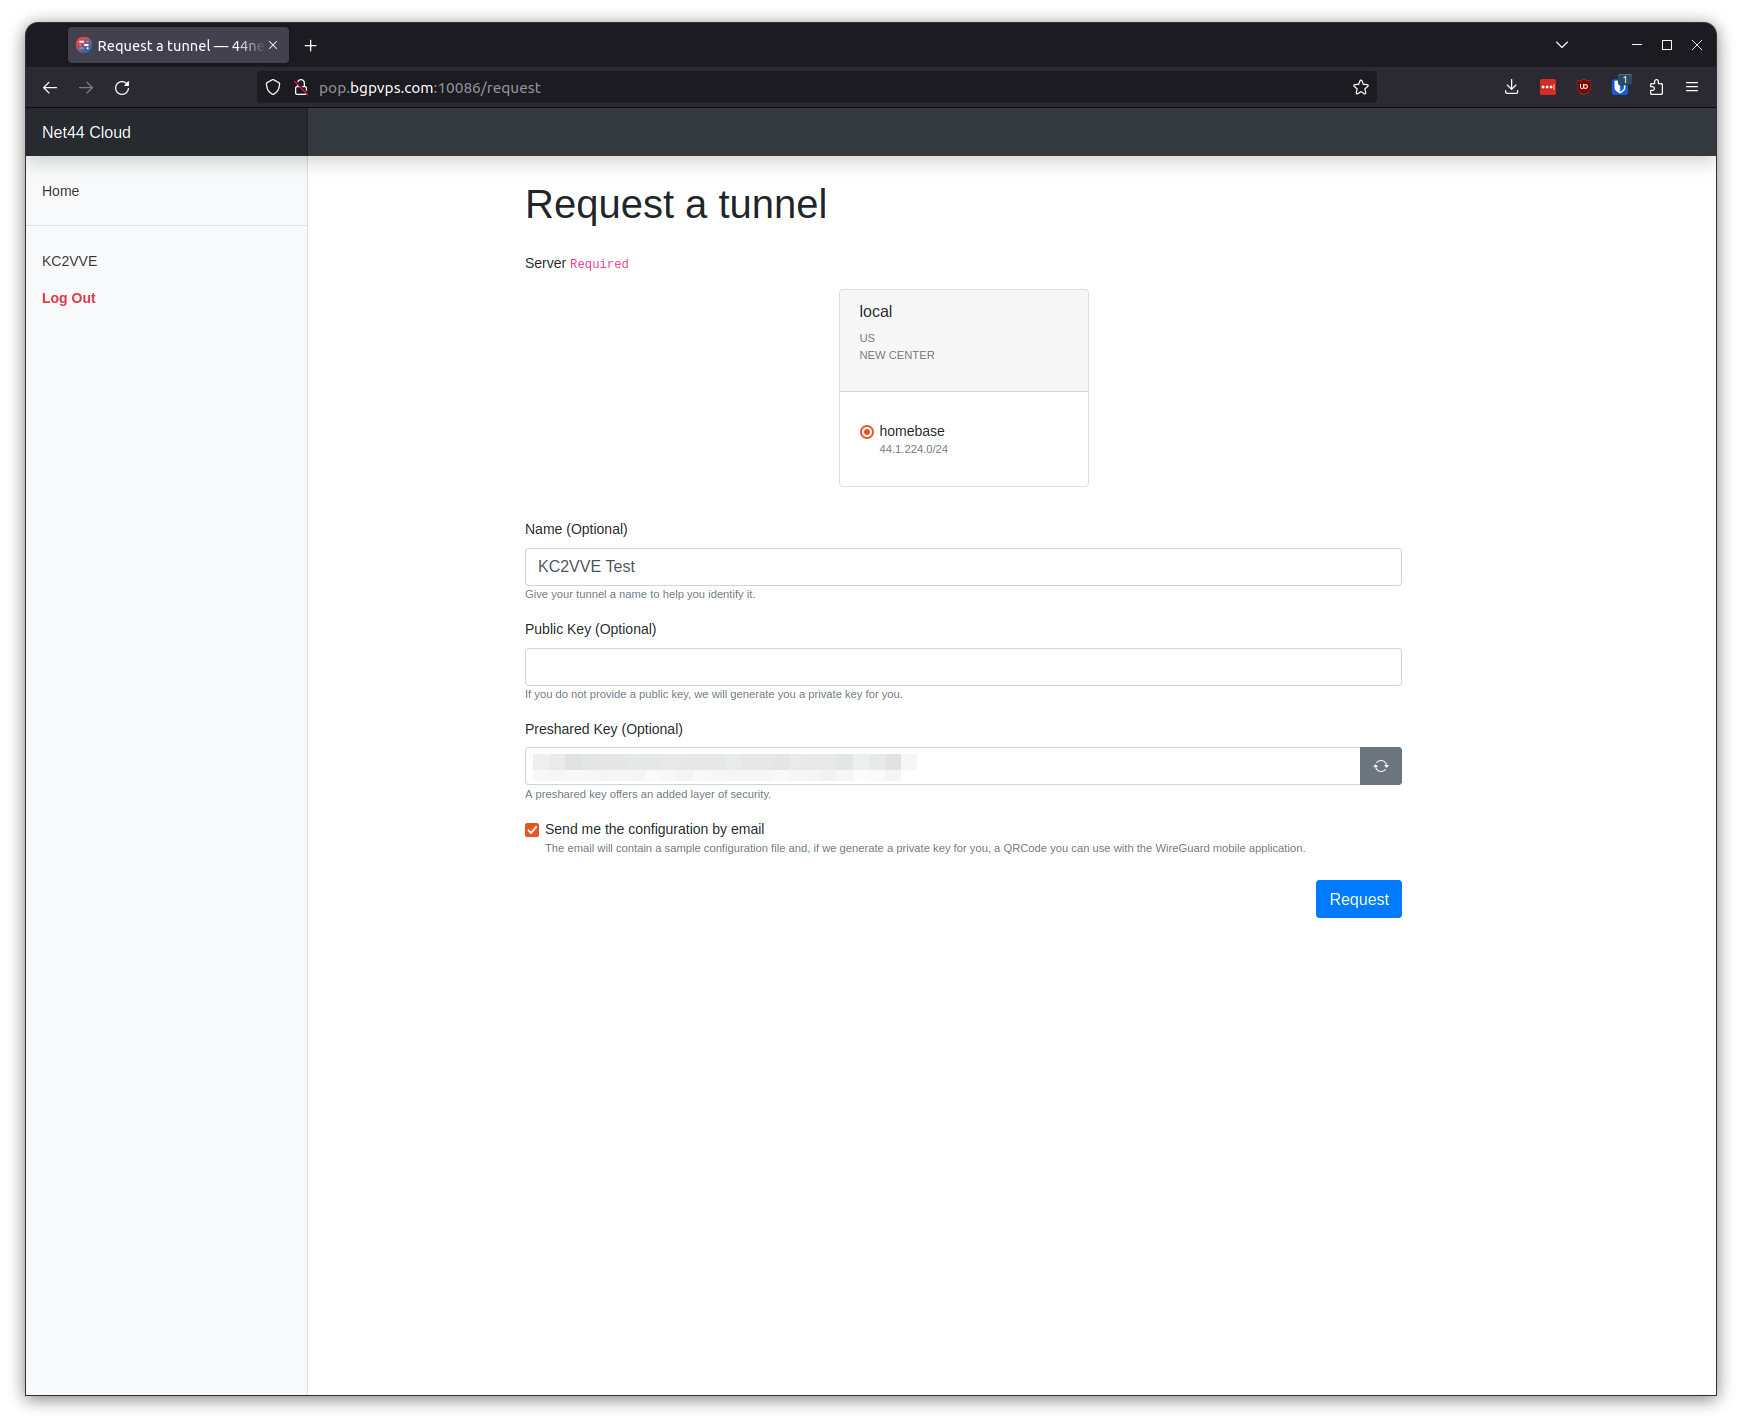 Request a tunnel — 44ne
pop.bgpvps.com:10086/request
1
Net44 Cloud
Home
KC2VVE
Log Out
Request a tunnel
Server Required
local
US
NEW CENTER
homebase
44.1.224.0/24
Name (Optional)
KC2VVE Test
Give your tunnel a name to help you identify it.
Public Key (Optional)
If you do not provide a public key, we will generate you a private key for you.
Preshared Key (Optional)
A preshared key offers an added layer of security.
Send me the configuration by email
The email will contain a sample configuration file and, if we generate a private key for you, a QRCode you can use with the WireGuard mobile application.
Request